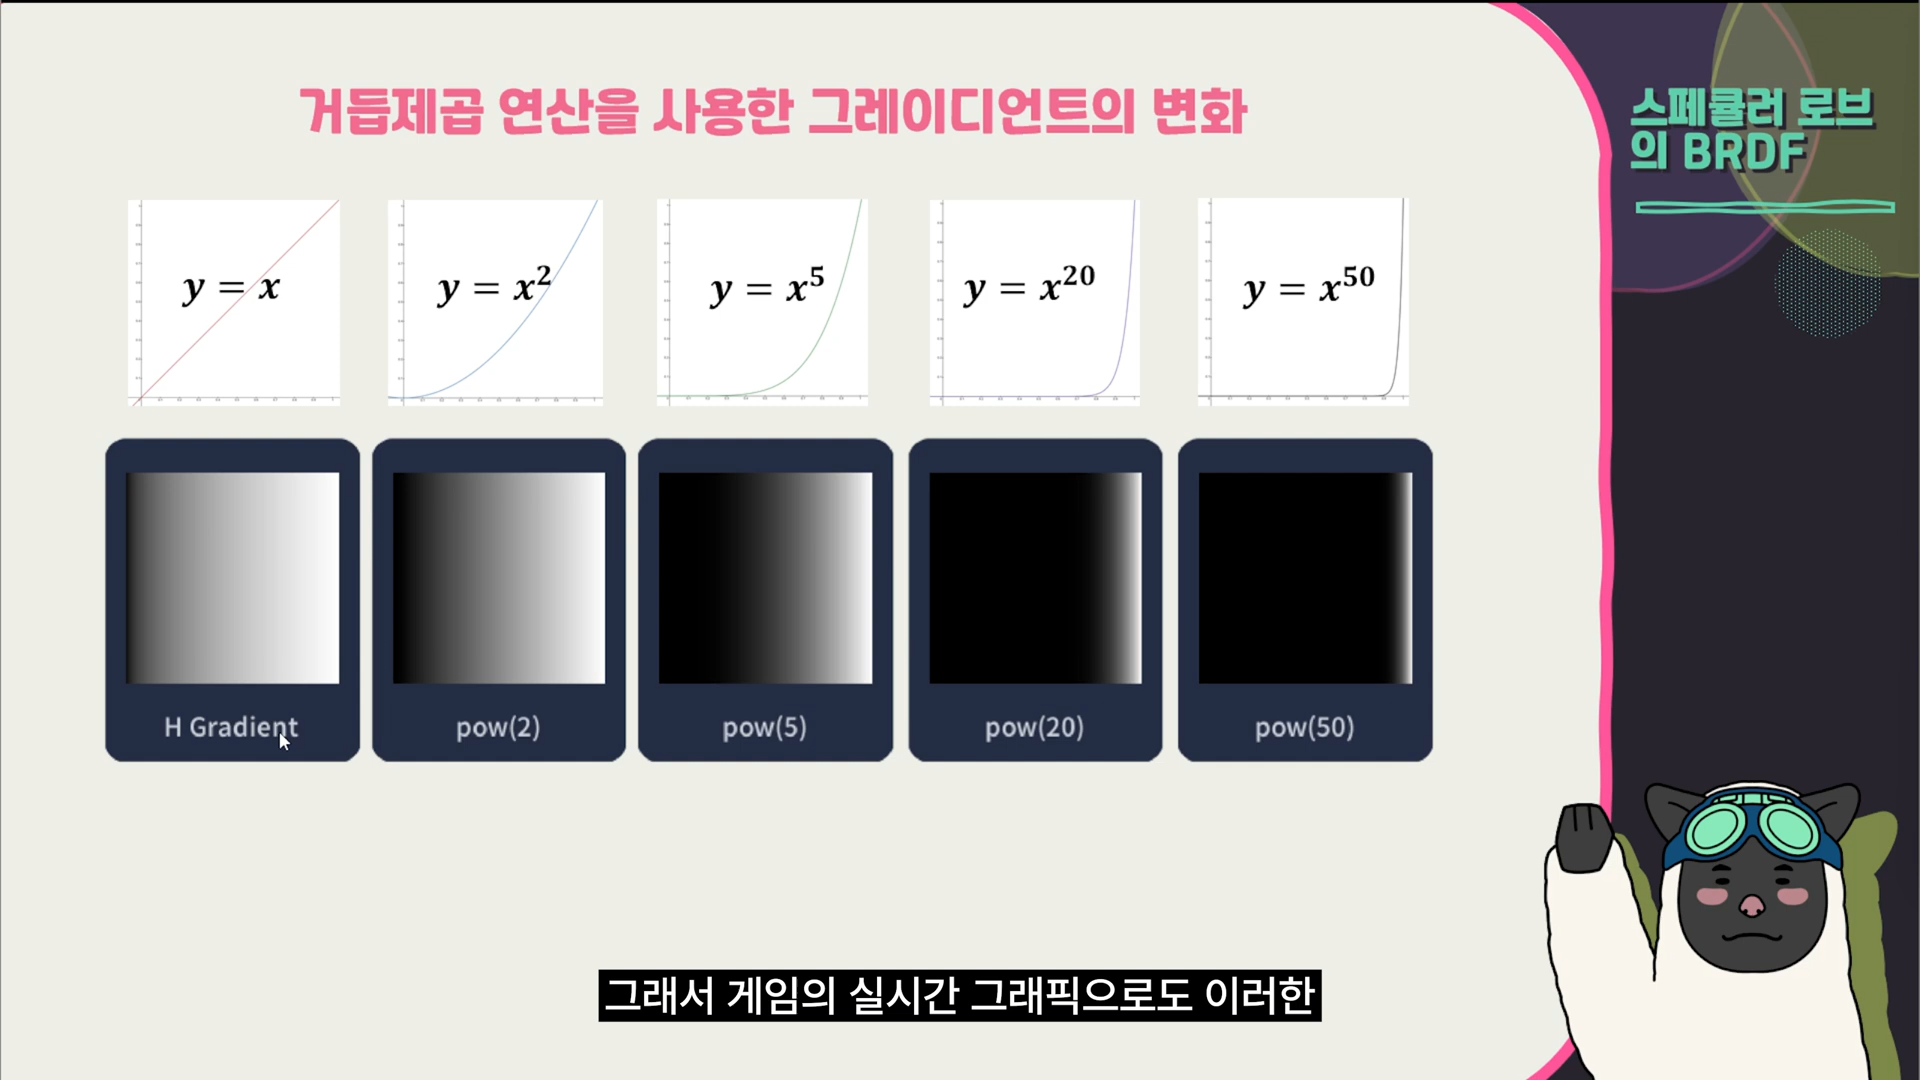 거듭제곱 연산을 사용한 그레이디언트의 변화
스페큘러 로브
의 BRDF
y = x
y = x²
y = x⁵
y = x²⁰
y = x⁵⁰
H Gradient
pow(2)
pow(5)
pow(20)
pow(50)
그래서 게임의 실시간 그래픽으로도 이러한